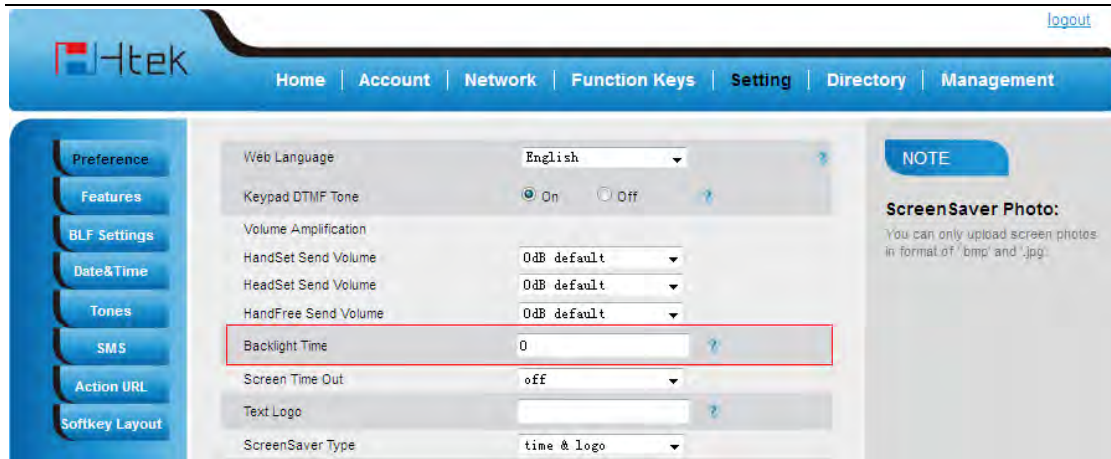 logout
Htek
Home | Account | Network | Function Keys | Setting | Directory | Management
Preference
Features
BLF Settings
Date&Time
Tones
SMS
Action URL
Softkey Layout
Web Language English ?
Keypad DTMF Tone On Off ?
Volume Amplification
HandSet Send Volume 0dB default
HeadSet Send Volume 0dB default
HandFree Send Volume 0dB default
Backlight Time 0 ?
Screen Time Out off
Text Logo ?
ScreenSaver Type time & logo
NOTE
ScreenSaver Photo:
You can only upload screen photos
in format of '.bmp' and '.jpg'.